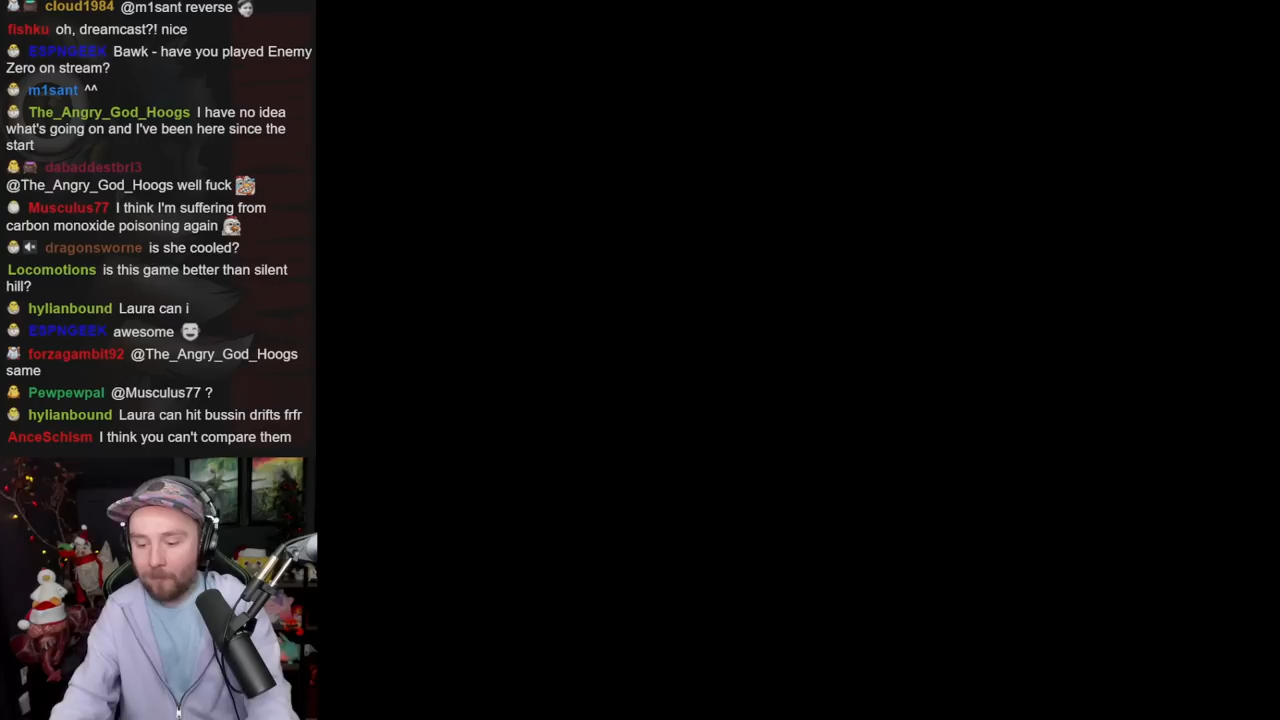 cloud1984 @m1sant reverse
fishku oh, dreamcast?! nice
ESPNGEEK Bawk - have you played Enemy
Zero on stream?
m1sant ^^
The_Angry_God_Hoogs I have no idea
what's going on and I've been here since the
start
dabaddestbrl3
@The_Angry_God_Hoogs well fuck
Musculus77 I think I'm suffering from
carbon monoxide poisoning again
dragonsworne is she cooled?
Locomotions is this game better than silent
hill?
hylianbound Laura can i
ESPNGEEK awesome
forzagambit92 @The_Angry_God_Hoogs
same
Pewpewpal @Musculus77 ?
hylianbound Laura can hit bussin drifts frfr
AnceSchism I think you can't compare them